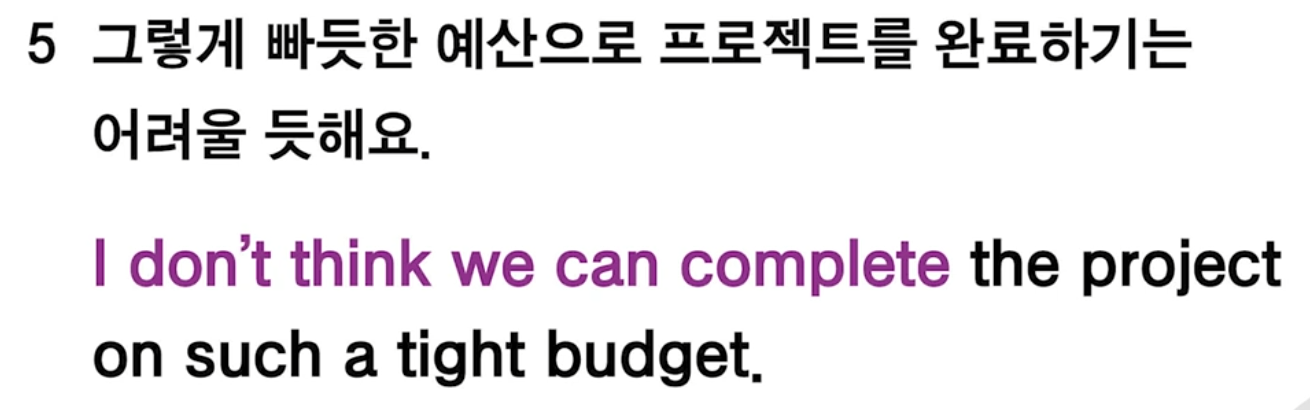 5 그렇게 빠듯한 예산으로 프로젝트를 완료하기는
어려울 듯해요.
I don't think we can complete the project
on such a tight budget.